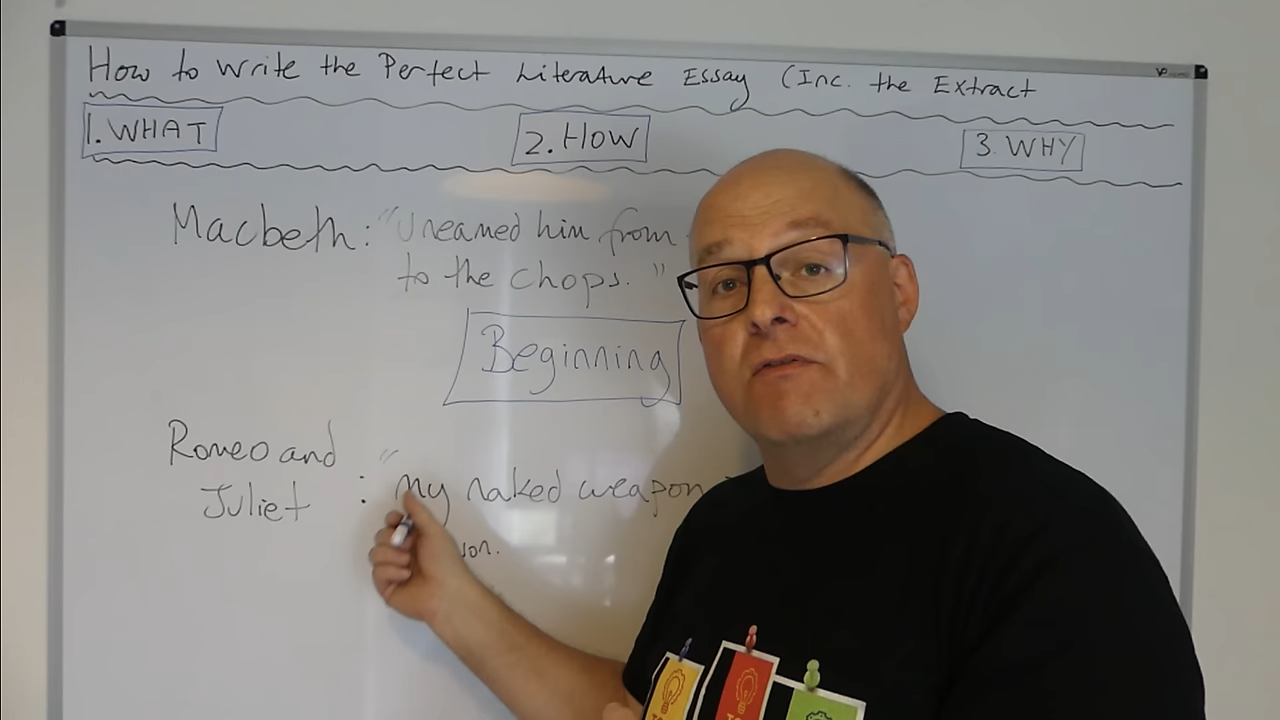 How to Write the Perfect Literature Essay (Inc. the Extract
1. WHAT
2. HOW
3. WHY
Macbeth: "Uneamed him from
to the chops."
Beginning
Romeo and
Juliet : "my naked weapon